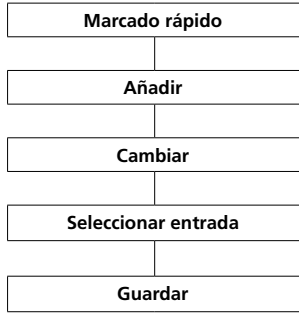 Marcado rápido
Añadir
Cambiar
Seleccionar entrada
Guardar